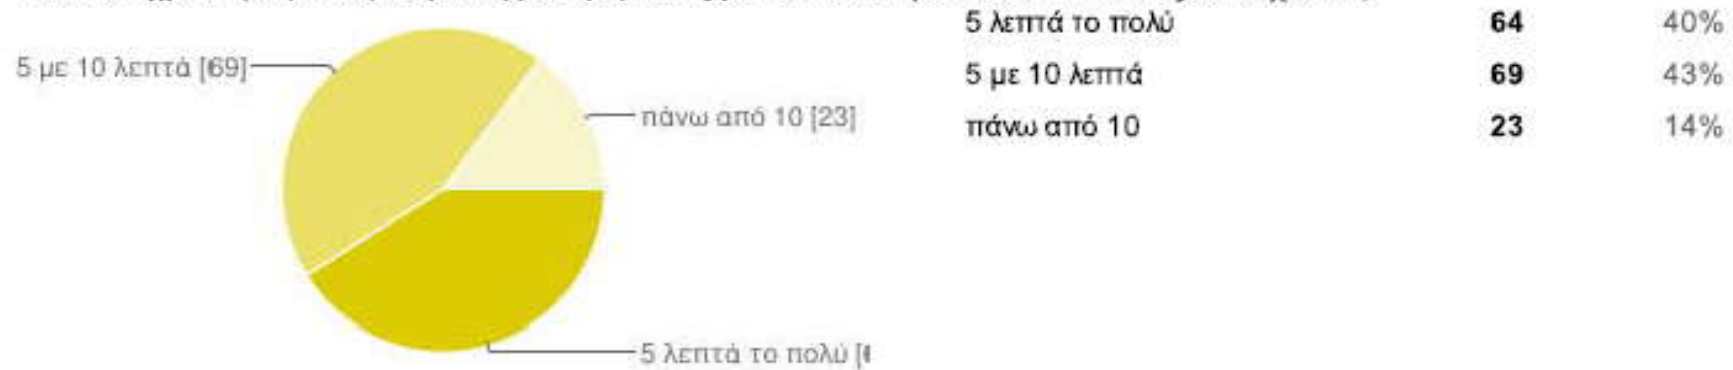 5 λεπτά το πολύ 64 40%
5 με 10 λεπτά [69]
5 με 10 λεπτά 69 43%
πάνω από 10 [23]
πάνω από 10 23 14%
5 λεπτά το πολύ [